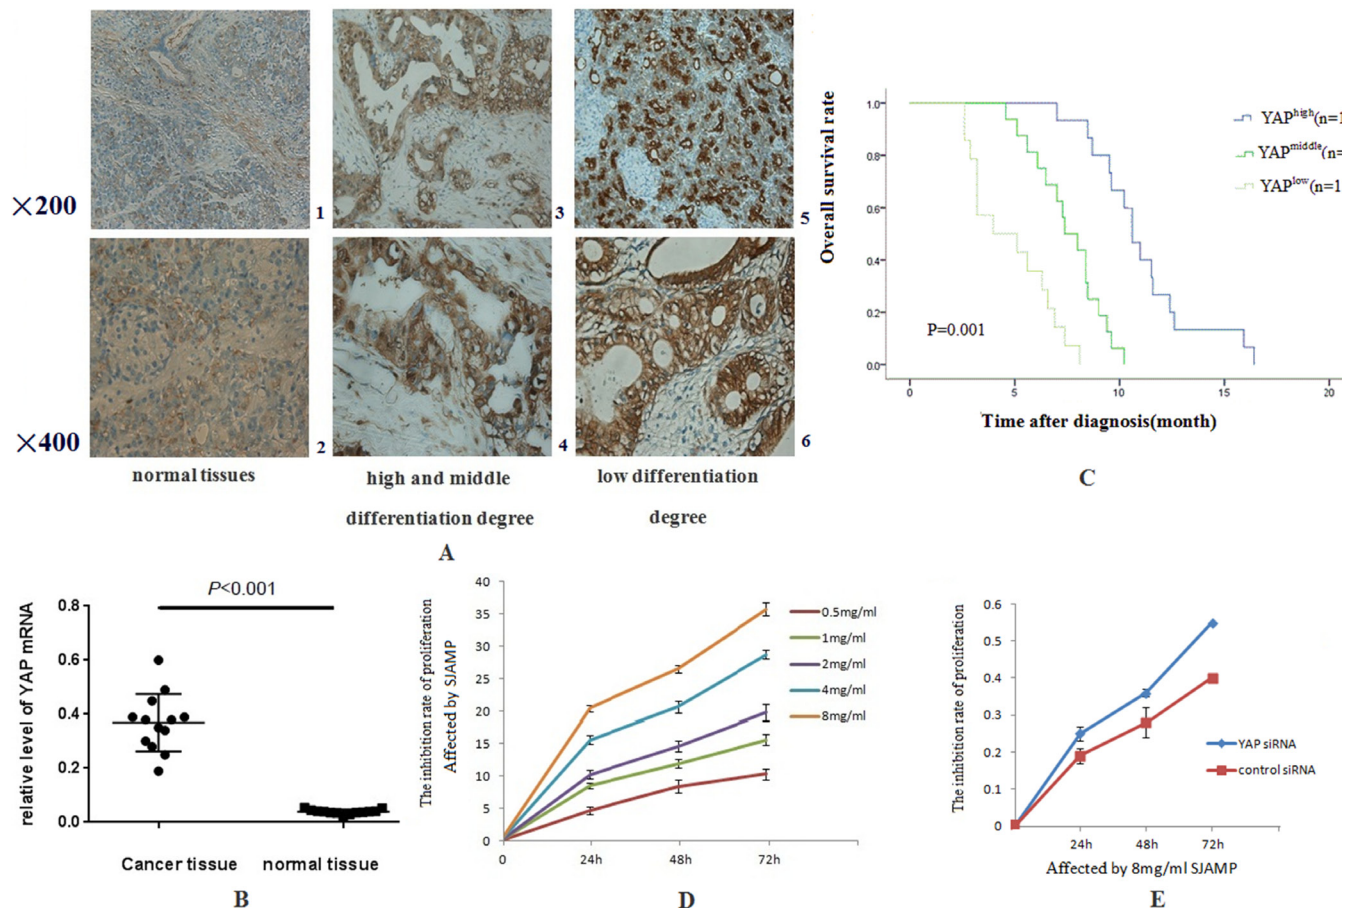 ×200
1
3
5
×400
2
4
6
normal tissues
high and middle
differentiation degree
low differentiation
degree
A
Overall survival rate
1.0
0.8
0.6
0.4
0.2
0.0
0
5
10
15
20
P=0.001
YAPhigh(n=1
YAPmiddle(n=
YAPlow(n=1
Time after diagnosis(month)
C
relative level of YAP mRNA
P<0.001
0.8
0.6
0.4
0.2
0.0
Cancer tissue
normal tissue
B
The inhibition rate of proliferation
Affected by SJAMP
40
35
30
25
20
15
10
5
0
0
24h
48h
72h
0.5mg/ml
1mg/ml
2mg/ml
4mg/ml
8mg/ml
D
The inhibition rate of proliferation
0.6
0.5
0.4
0.3
0.2
0.1
0
24h
48h
72h
YAP siRNA
control siRNA
Affected by 8mg/ml SJAMP
E